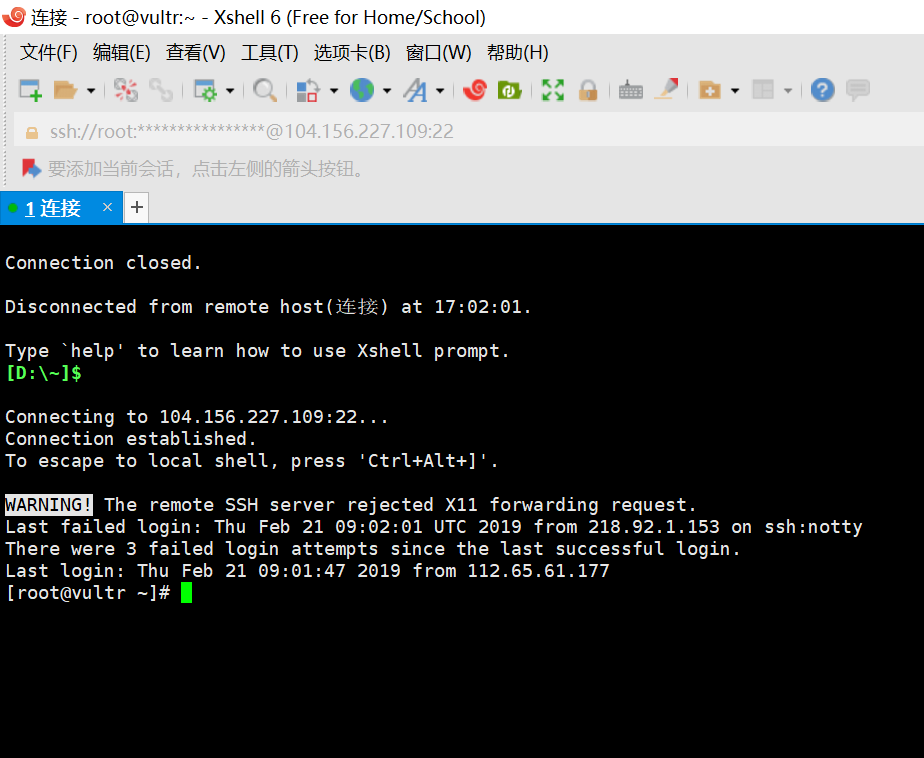 连接 - root@vultr:~ - Xshell 6 (Free for Home/School)
文件(F) 编辑(E) 查看(V) 工具(T) 选项卡(B) 窗口(W) 帮助(H)
ssh://root:****************@104.156.227.109:22
要添加当前会话，点击左侧的箭头按钮。
1 连接 × +
Connection closed.
Disconnected from remote host(连接) at 17:02:01.
Type `help' to learn how to use Xshell prompt.
[D:\~]$
Connecting to 104.156.227.109:22...
Connection established.
To escape to local shell, press 'Ctrl+Alt+]'.
WARNING! The remote SSH server rejected X11 forwarding request.
Last failed login: Thu Feb 21 09:02:01 UTC 2019 from 218.92.1.153 on ssh:notty
There were 3 failed login attempts since the last successful login.
Last login: Thu Feb 21 09:01:47 2019 from 112.65.61.177
[root@vultr ~]#